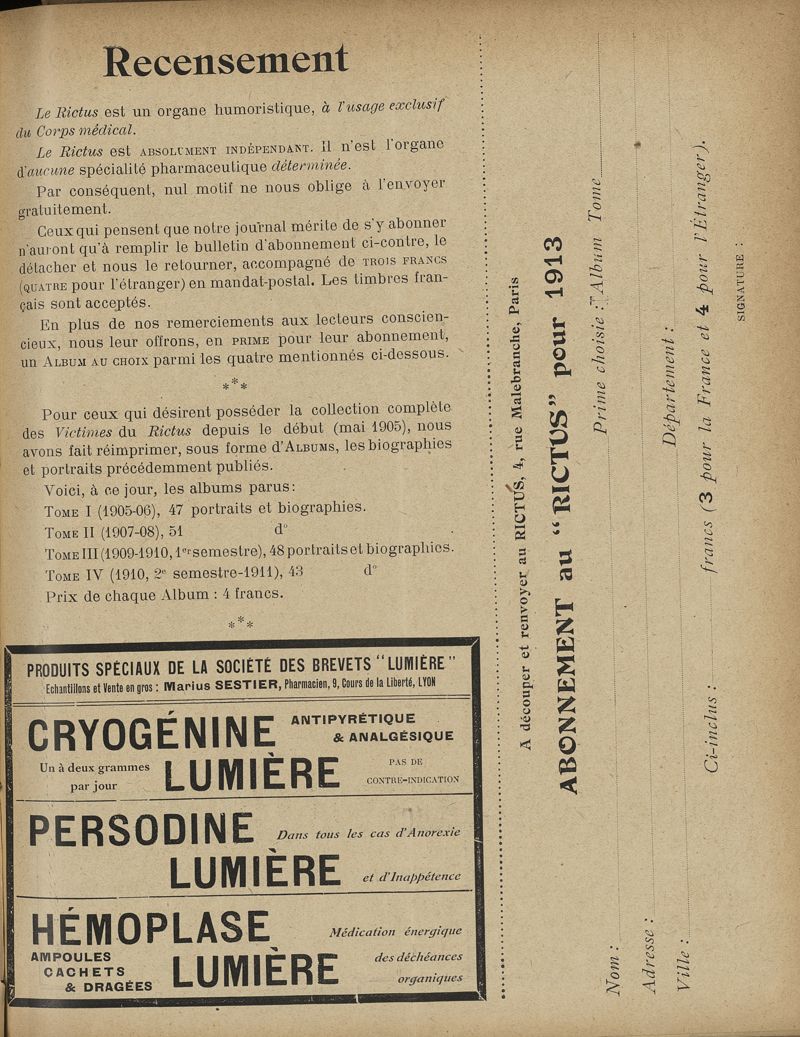 Recensement
Le Rictus est un organe humoristique, à l'usage exclusif
du Corps médical.
Le Rictus est ABSOLUMENT INDÉPENDANT. Il n'est l'organe
d'aucune spécialité pharmaceutique déterminée.
Par conséquent, nul motif ne nous oblige à l'envoyer
gratuitement.
Ceux qui pensent que notre journal mérite de s'y abonner
n'auront qu'à remplir le bulletin d'abonnement ci-contre, le
détacher et nous le retourner, accompagné de TROIS FRANCS
(QUATRE pour l'étranger) en mandat-postal. Les timbres fran-
çais sont acceptés.
En plus de nos remerciements aux lecteurs conscien-
cieux, nous leur offrons, EN PRIME pour leur abonnement,
un ALBUM AU CHOIX parmi les quatre mentionnés ci-dessous.
***
Pour ceux qui désirent posséder la collection complète
des Victimes du Rictus depuis le début (mai 1905), nous
avons fait réimprimer, sous forme d'ALBUMS, les biographies
et portraits précédemment publiés.
Voici, à ce jour, les albums parus:
TOME I (1905-06), 47 portraits et biographies.
TOME II (1907-08), 51 d°
TOME III (1909-1910, 1er semestre), 48 portraits et biographies.
TOME IV (1910, 2e semestre-1911), 43 d°
Prix de chaque Album : 4 francs.
***
PRODUITS SPÉCIAUX DE LA SOCIÉTÉ DES BREVETS "LUMIÈRE"
Echantillons et Vente en gros : Marius SESTIER, Pharmacien, 9, Cours de la Liberté, LYON
CRYOGÉNINE ANTIPYRÉTIQUE
& ANALGÉSIQUE
Un à deux grammes
par jour
LUMIÈRE
PAS DE
CONTRE-INDICATION
PERSODINE Dans tous les cas d'Anorexie
LUMIÈRE et d'Inappétence
HÉMOPLASE Médication énergique
AMPOULES
CACHETS
& DRAGÉES
LUMIÈRE
des déchéances
organiques
A découper et renvoyer au RICTUS, 4, rue Malebranche, Paris
ABONNEMENT au "RICTUS" pour 1913
Nom : Prime choisie : Album Tome
Adresse :
Ville : Département :
Ci-inclus : francs (3 pour la France et 4 pour l'Étranger).
SIGNATURE :